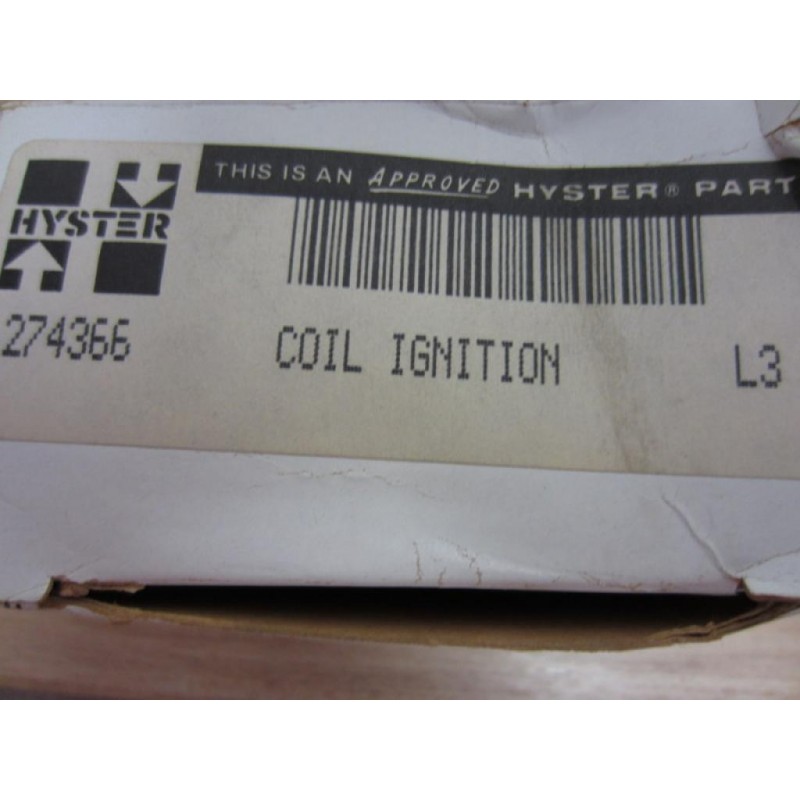 THIS IS AN APPROVED HYSTER® PART
HYSTER
274366 COIL IGNITION L3